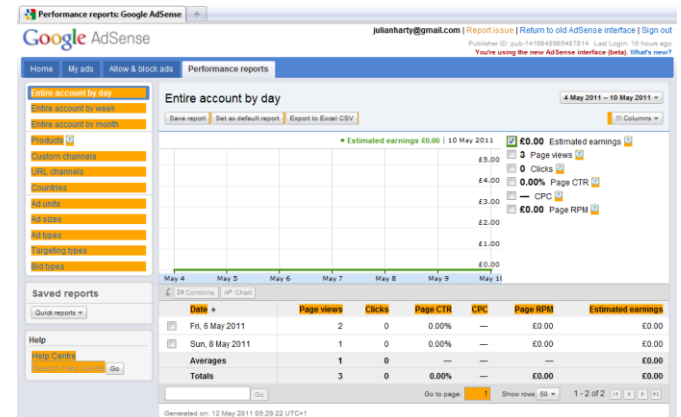 Performance reports: Google AdSense
Google AdSense
julianharty@gmail.com | Report issue | Return to old AdSense interface | Sign out
Publisher ID: Last Login: 16 hours ago
You're using the new AdSense interface (beta). What's new?
Home My ads Allow & block ads Performance reports
Entire account by day
Entire account by week
Entire account by month
Products
Custom channels
URL channels
Countries
Ad units
Ad sizes
Ad types
Targeting types
Bid types
Saved reports
Quick reports
Help
Help Centre
Search Help Centre Go
Entire account by day
4 May 2011 – 10 May 2011
Save report Set as default report Export to Excel CSV
Columns
Estimated earnings £0.00 | 10 May 2011
£5.00
£4.00
£3.00
£2.00
£1.00
£0.00
May 4 May 5 May 6 May 7 May 8 May 9 May 10
£0.00 Estimated earnings
3 Page views
0 Clicks
0.00% Page CTR
— CPC
£0.00 Page RPM
Combine Chart
Date Page views Clicks Page CTR CPC Page RPM Estimated earnings
Fri, 6 May 2011 2 0 0.00% — £0.00 £0.00
Sun, 8 May 2011 1 0 0.00% — £0.00 £0.00
Averages 1 0 — — — £0.00
Totals 3 0 0.00% — £0.00 £0.00
Go Go to page: 1 Show rows: 50 1 - 2 of 2
Generated on: 12 May 2011 05:29:22 UTC+1